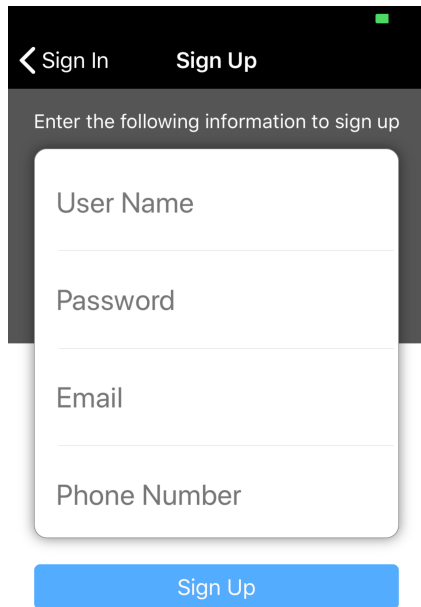 Sign In Sign Up
Enter the following information to sign up
User Name
Password
Email
Phone Number
Sign Up